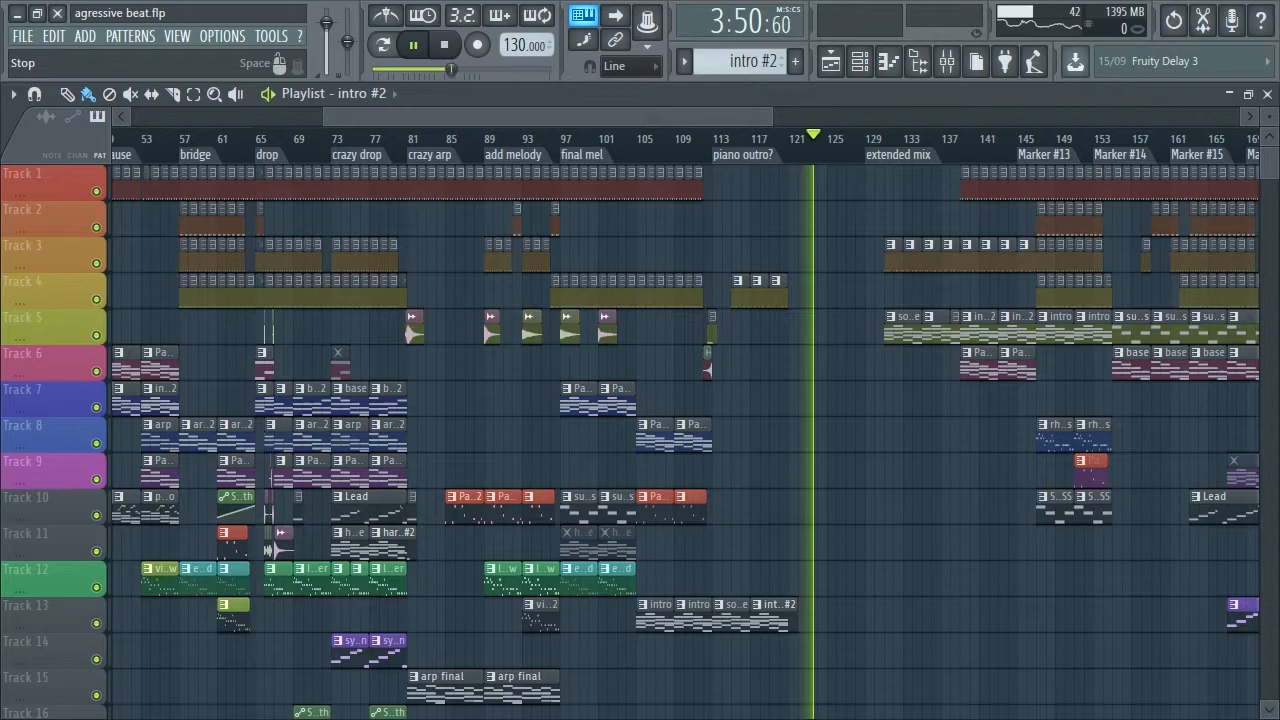 agressive beat.flp
FILE EDIT ADD PATTERNS VIEW OPTIONS TOOLS ?
Stop Space
3.2.
130.000
Line
3:50:60 M:S:CS
intro #2 +
42 1395 MB
0
15/09 Fruity Delay 3
Playlist - intro #2
NOTE CHAN PAT
53 57 61 65 69 73 77 81 85 89 93 97 101 105 109 113 117 121 125 129 133 137 141 145 149 153 157 161 165 169
ause bridge drop crazy drop crazy arp add melody final mel piano outro? extended mix Marker #13 Marker #14 Marker #15 Ma
Track 1
Track 2
Track 3
Track 4
Track 5 so..e in..2 in..2 intro intro su..s su..s su..s
Track 6 Pa.. Pa.. Pa.. base base base
Track 7 in..2 b..2 base b..2 Pa.. Pa..
Track 8 arp ar..2 ar..2 ar..2 arp ar..2 Pa.. Pa.. rh..s rh..s
Track 9 Pa.. Pa.. Pa.. Pa.. Pa.. Pa..
Track 10 p..o S..th Lead Pa..2 Pa.. su..s su..s Pa.. S..SS S..SS Lead
Track 11 h..e har..#2 h..e h..e
Track 12 vi..w e..d l..er l..er l..w l..w e..d e..d
Track 13 vi..2 intro intro so..e int..#2
Track 14 sy..n sy..n
Track 15 arp final arp final
Track 16 S..th S..th